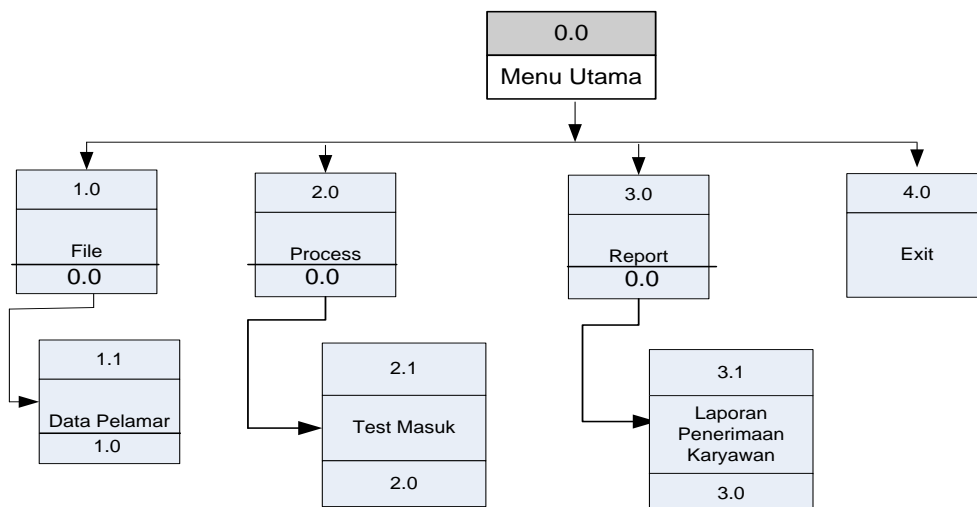 0.0
Menu Utama
1.0
File
0.0
2.0
Process
0.0
3.0
Report
0.0
4.0
Exit
1.1
Data Pelamar
1.0
2.1
Test Masuk
2.0
3.1
Laporan
Penerimaan
Karyawan
3.0